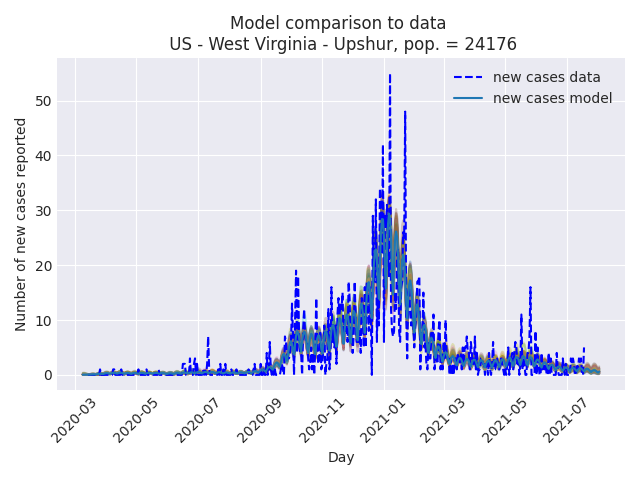 Model comparison to data
US - West Virginia - Upshur, pop. = 24176
new cases data
new cases model
Number of new cases reported
50
40
30
20
10
0
2020-03
2020-05
2020-07
2020-09
2020-11
2021-01
2021-03
2021-05
2021-07
Day